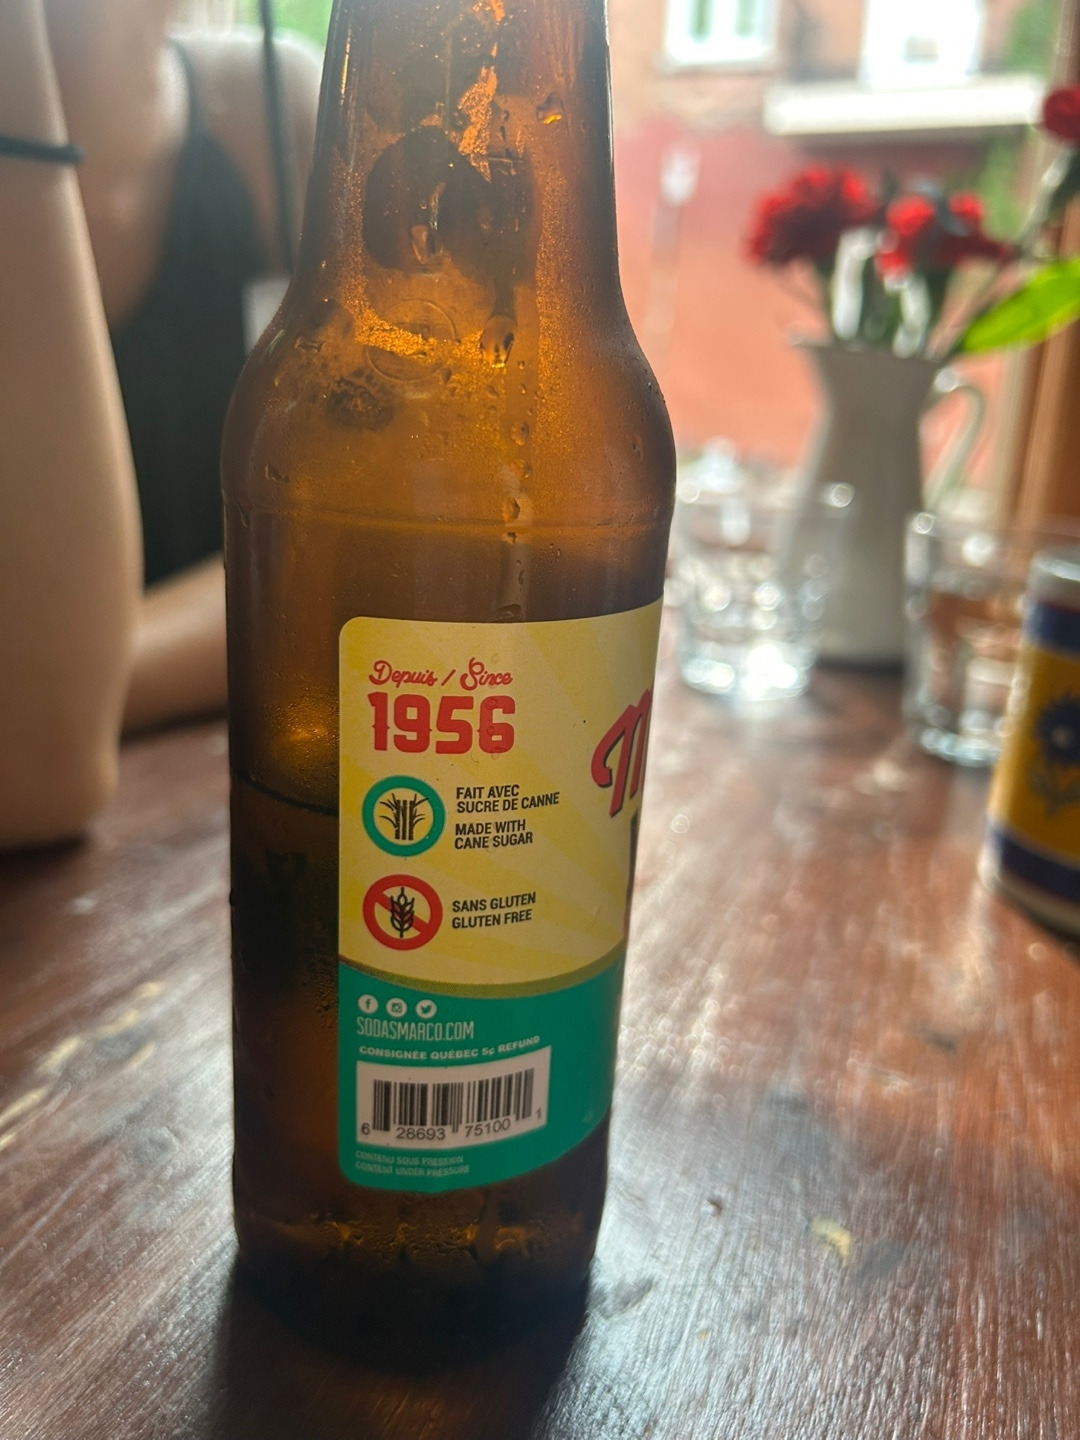 Depuis / Since
1956
FAIT AVEC
SUCRE DE CANNE
MADE WITH
CANE SUGAR
SANS GLUTEN
GLUTEN FREE
SODASMARCO.COM
CONSIGNÉE QUÉBEC 5¢ REFUND
6 28693 75100 1
CONTENU SOUS PRESSION
CONTENT UNDER PRESSURE
M